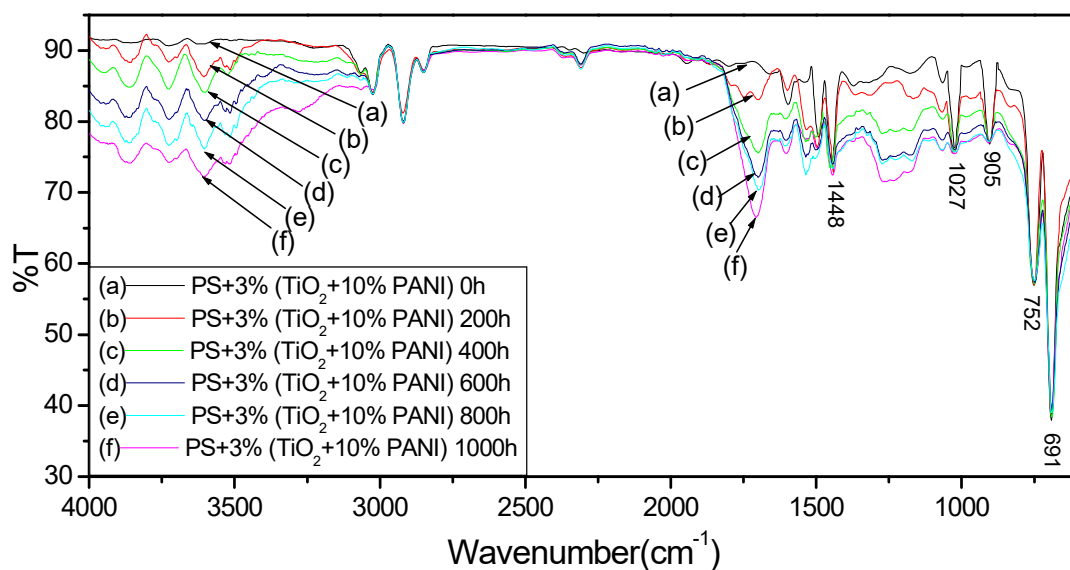 %T
90
80
70
60
50
40
30
(a)
(b)
(c)
(d)
(e)
(f)
(a)
(b)
(c)
(d)
(e)
(f)
1448
1027
905
752
691
(a) PS+3% (TiO₂+10% PANI) 0h
(b) PS+3% (TiO₂+10% PANI) 200h
(c) PS+3% (TiO₂+10% PANI) 400h
(d) PS+3% (TiO₂+10% PANI) 600h
(e) PS+3% (TiO₂+10% PANI) 800h
(f) PS+3% (TiO₂+10% PANI) 1000h
4000 3500 3000 2500 2000 1500 1000
Wavenumber(cm⁻¹)